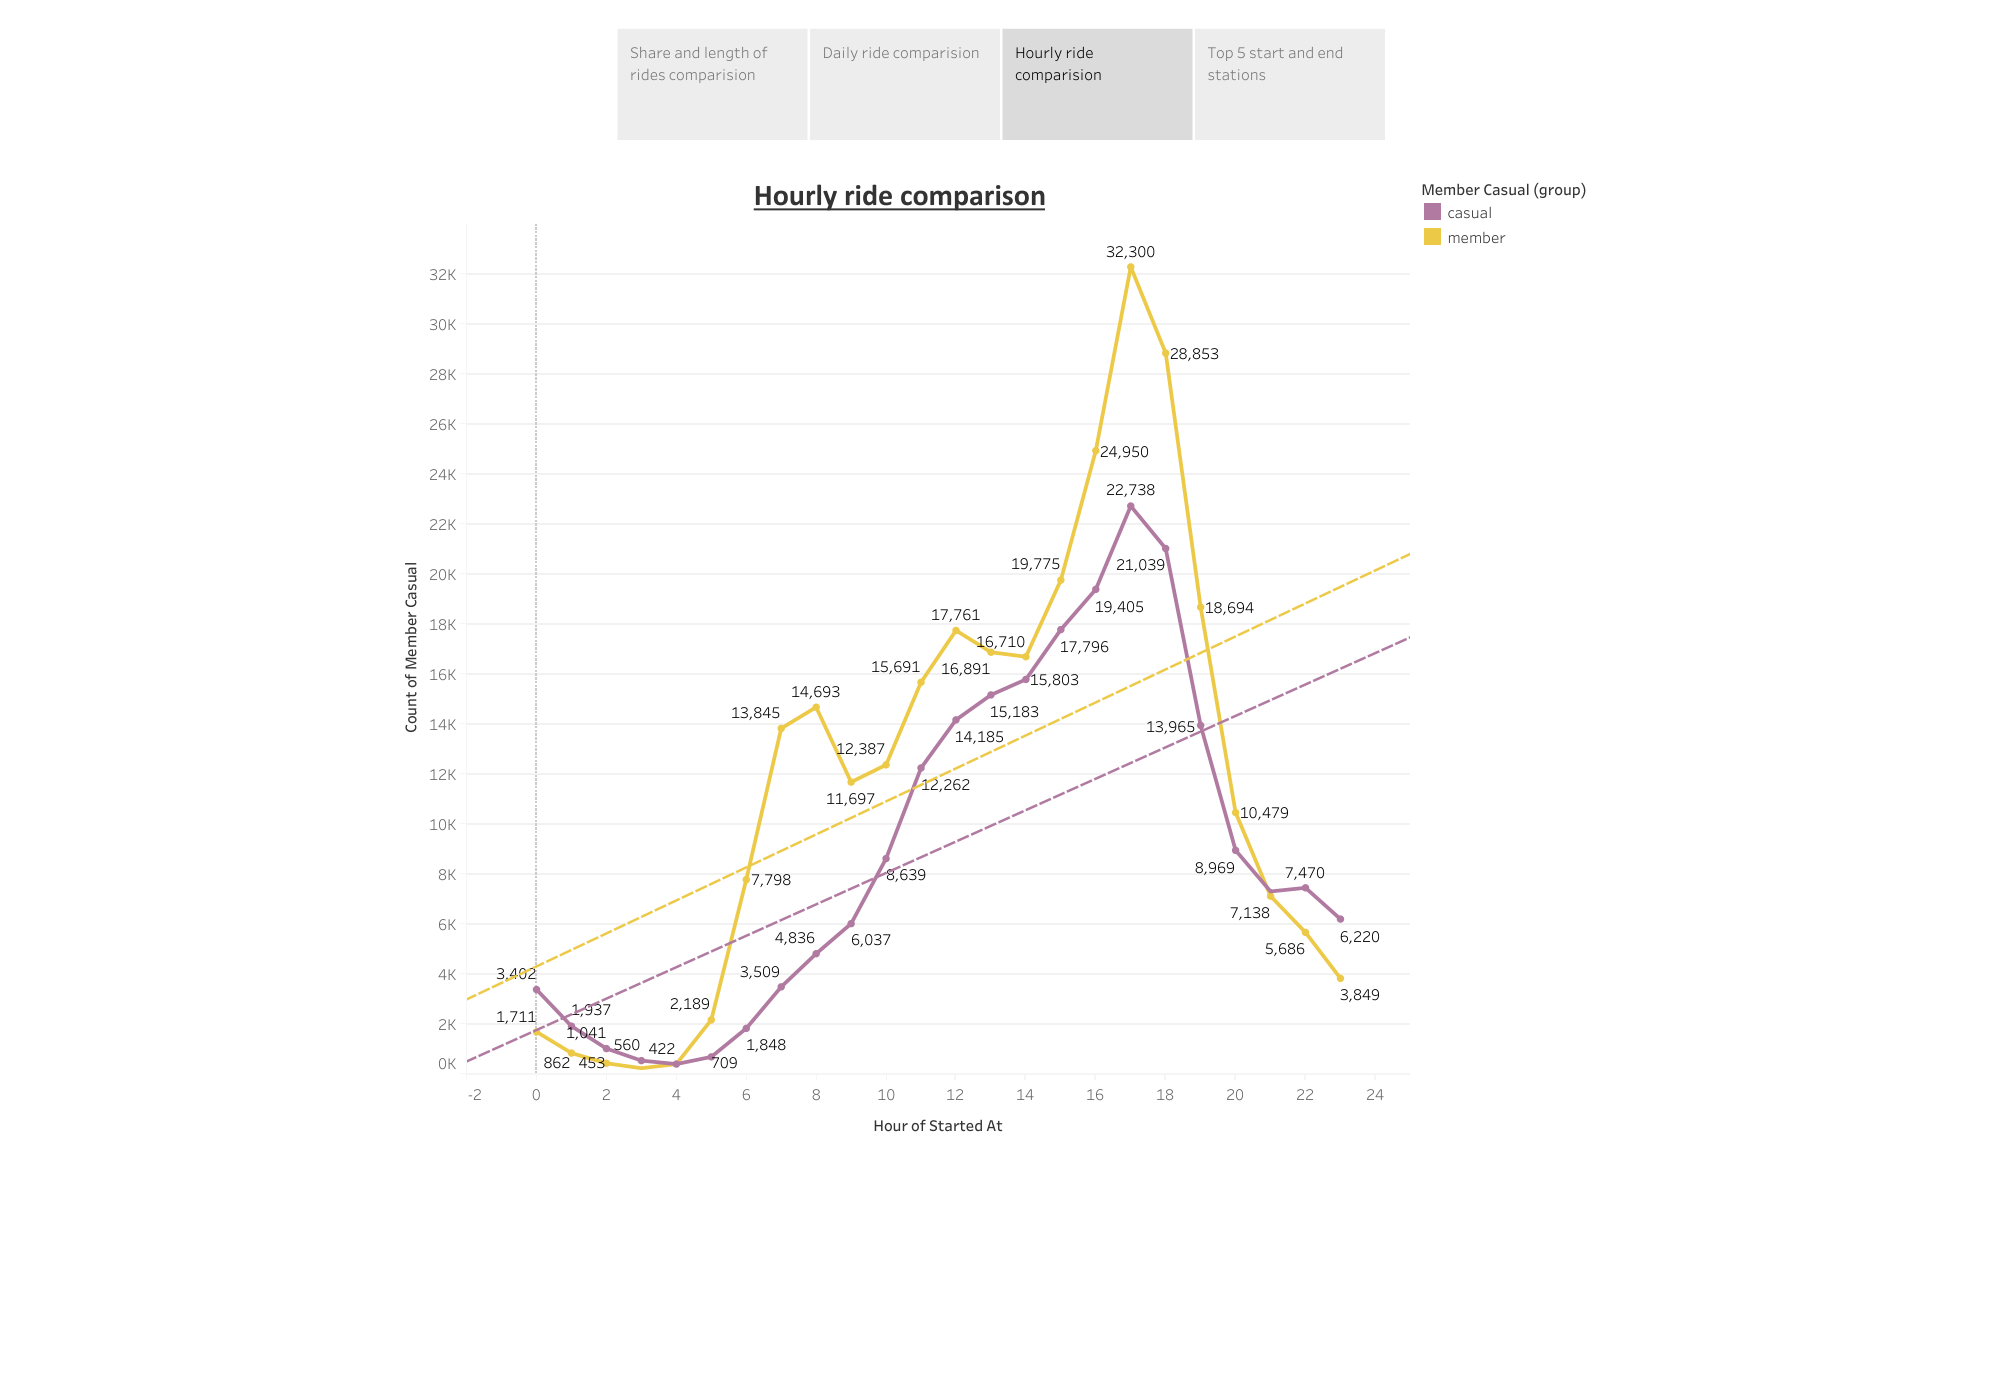 Share and length of
rides comparision
Daily ride comparision
Hourly ride
comparision
Top 5 start and end
stations
Hourly ride comparison
Member Casual (group)
casual
member
Count of Member Casual
32K
30K
28K
26K
24K
22K
20K
18K
16K
14K
12K
10K
8K
6K
4K
2K
0K
32,300
28,853
24,950
22,738
19,775
21,039
19,405
18,694
17,761
16,710
17,796
15,691
16,891
15,803
14,693
13,845
15,183
13,965
14,185
12,387
12,262
11,697
10,479
8,639
8,969
7,470
7,798
7,138
4,836
6,037
6,220
5,686
3,402
3,509
3,849
2,189
1,937
1,711
1,041
560
422
1,848
862
453
709
-2
0
2
4
6
8
10
12
14
16
18
20
22
24
Hour of Started At